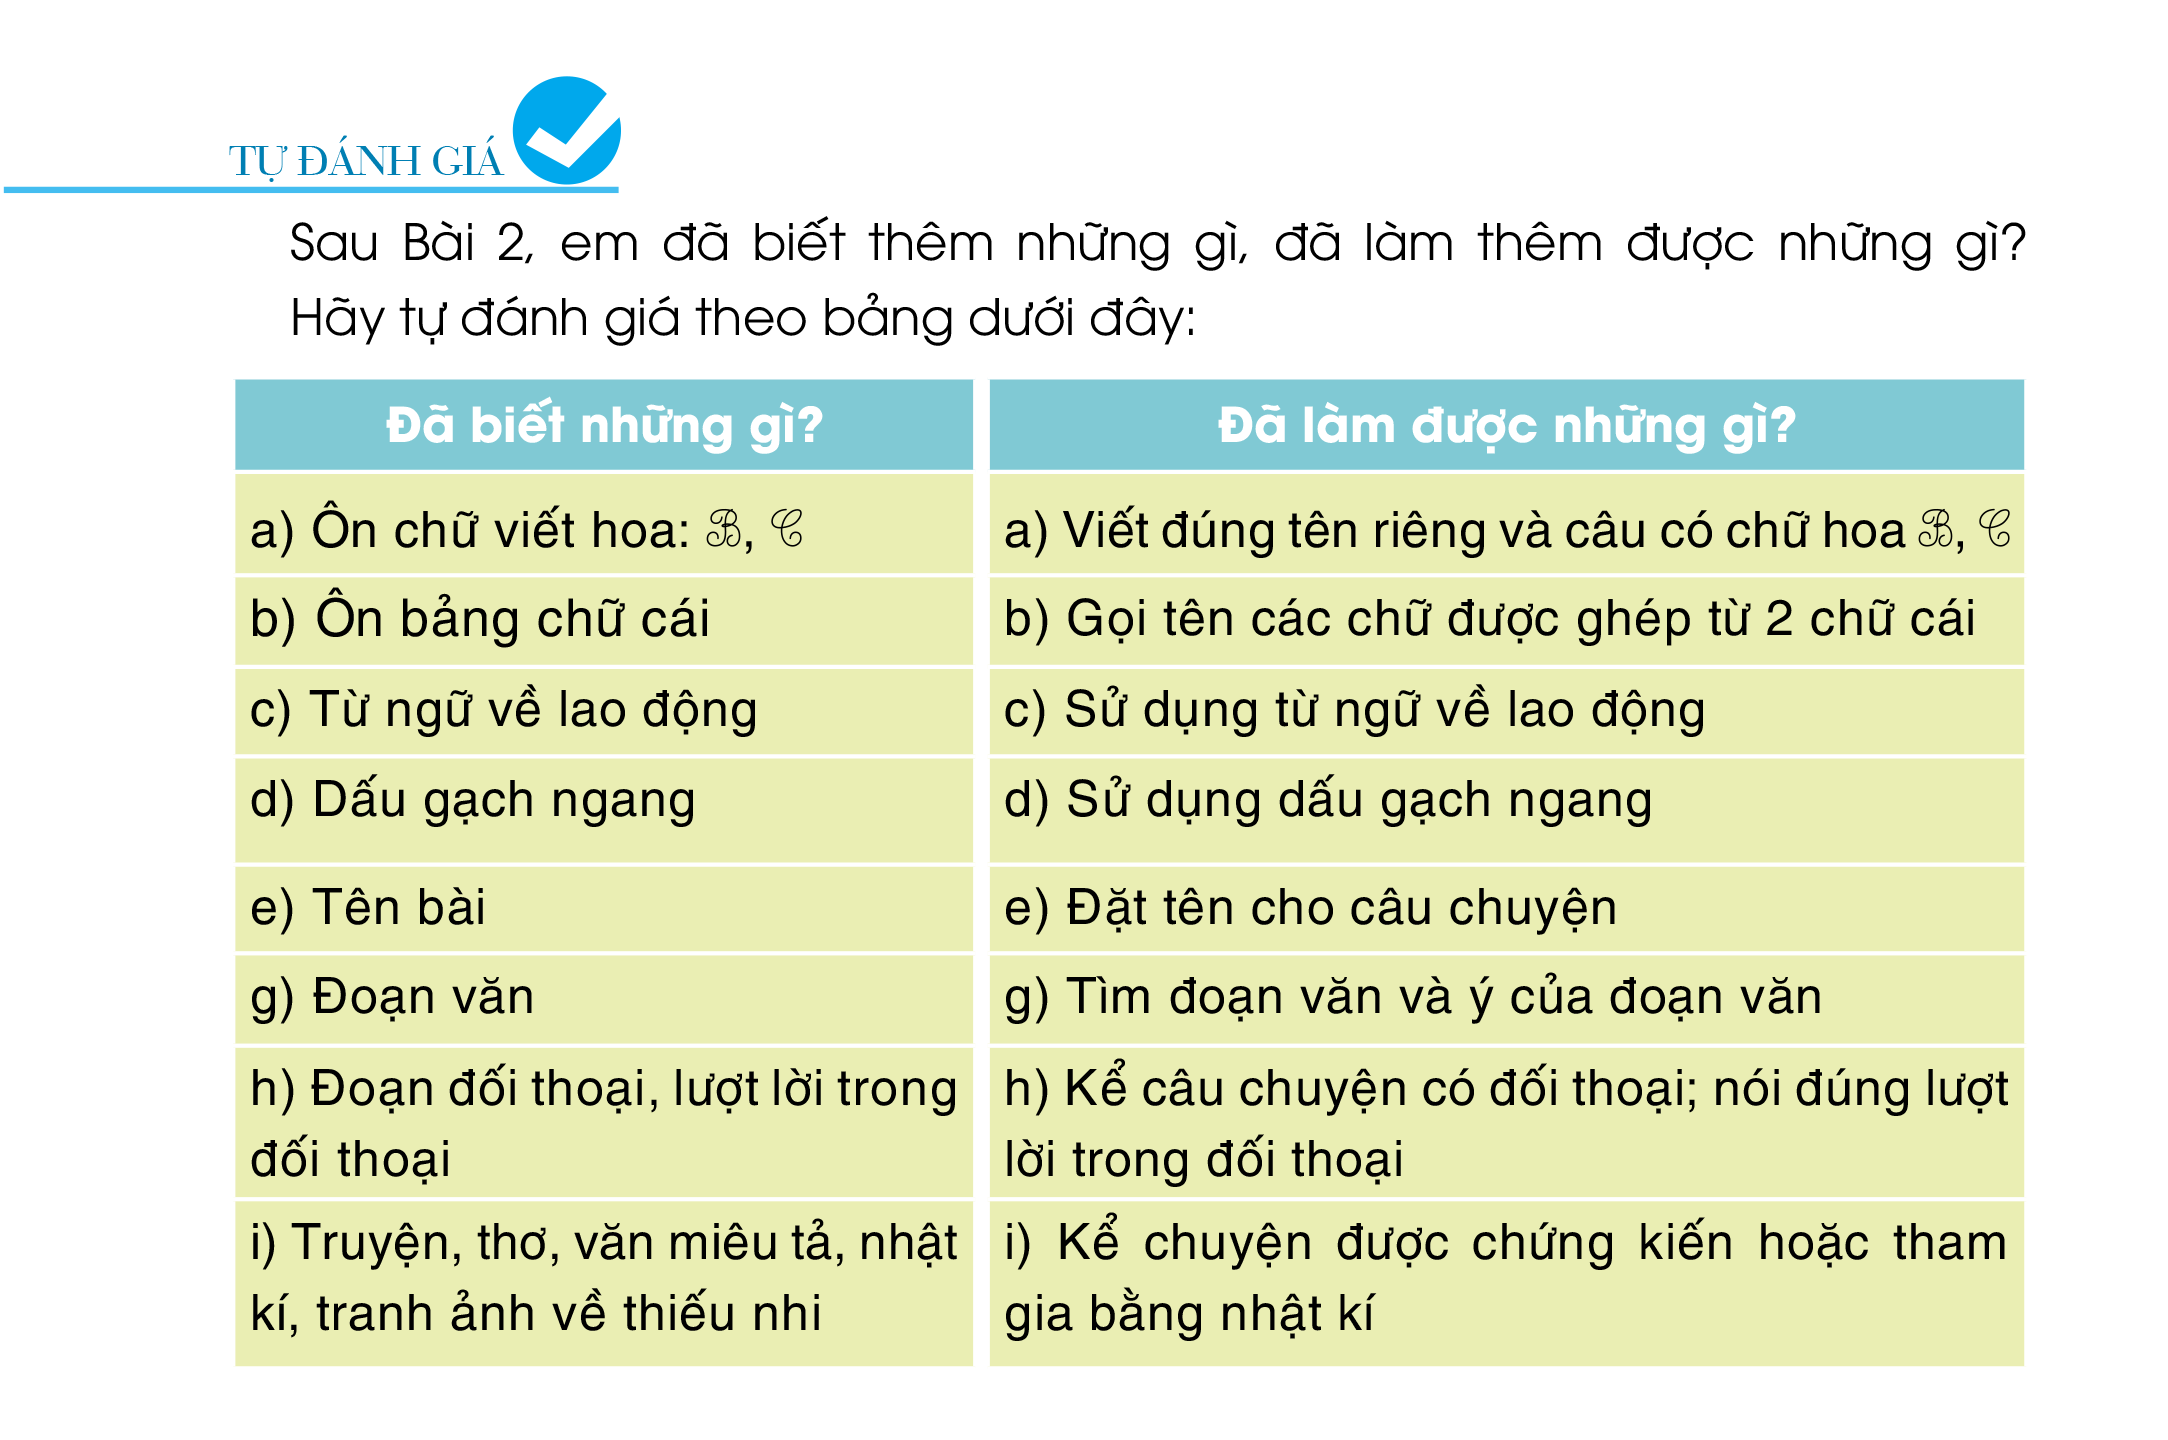 TỰ ĐÁNH GIÁ
Sau Bài 2, em đã biết thêm những gì, đã làm thêm được những gì?
Hãy tự đánh giá theo bảng dưới đây:
Đã biết những gì?
Đã làm được những gì?
a) Ôn chữ viết hoa: B, C
a) Viết đúng tên riêng và câu có chữ hoa B, C
b) Ôn bảng chữ cái
b) Gọi tên các chữ được ghép từ 2 chữ cái
c) Từ ngữ về lao động
c) Sử dụng từ ngữ về lao động
d) Dấu gạch ngang
d) Sử dụng dấu gạch ngang
e) Tên bài
e) Đặt tên cho câu chuyện
g) Đoạn văn
g) Tìm đoạn văn và ý của đoạn văn
h) Đoạn đối thoại, lượt lời trong
đối thoại
h) Kể câu chuyện có đối thoại; nói đúng lượt
lời trong đối thoại
i) Truyện, thơ, văn miêu tả, nhật
kí, tranh ảnh về thiếu nhi
i) Kể chuyện được chứng kiến hoặc tham
gia bằng nhật kí